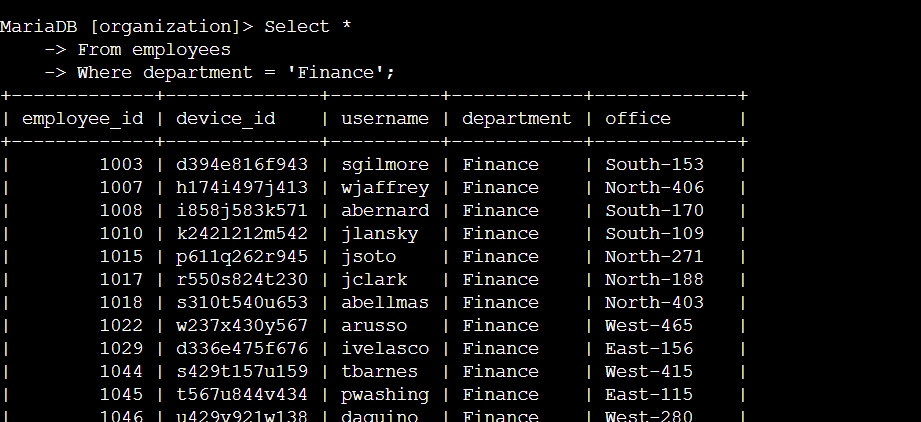 MariaDB [organization]> Select *
    -> From employees
    -> Where department = 'Finance';
+-------------+--------------+----------+------------+-------------+
| employee_id | device_id    | username | department | office      |
+-------------+--------------+----------+------------+-------------+
|        1003 | d394e816f943 | sgilmore | Finance    | South-153   |
|        1007 | h174i497j413 | wjaffrey | Finance    | North-406   |
|        1008 | i858j583k571 | abernard | Finance    | South-170   |
|        1010 | k242l212m542 | jlansky  | Finance    | South-109   |
|        1015 | p611q262r945 | jsoto    | Finance    | North-271   |
|        1017 | r550s824t230 | jclark   | Finance    | North-188   |
|        1018 | s310t540u653 | abellmas | Finance    | North-403   |
|        1022 | w237x430y567 | arusso   | Finance    | West-465    |
|        1029 | d336e475f676 | ivelasco | Finance    | East-156    |
|        1044 | s429t157u159 | tbarnes  | Finance    | West-415    |
|        1045 | t567u844v434 | pwashing | Finance    | East-115    |
|        1046 | u429v921w138 | daquino  | Finance    | West-280    |